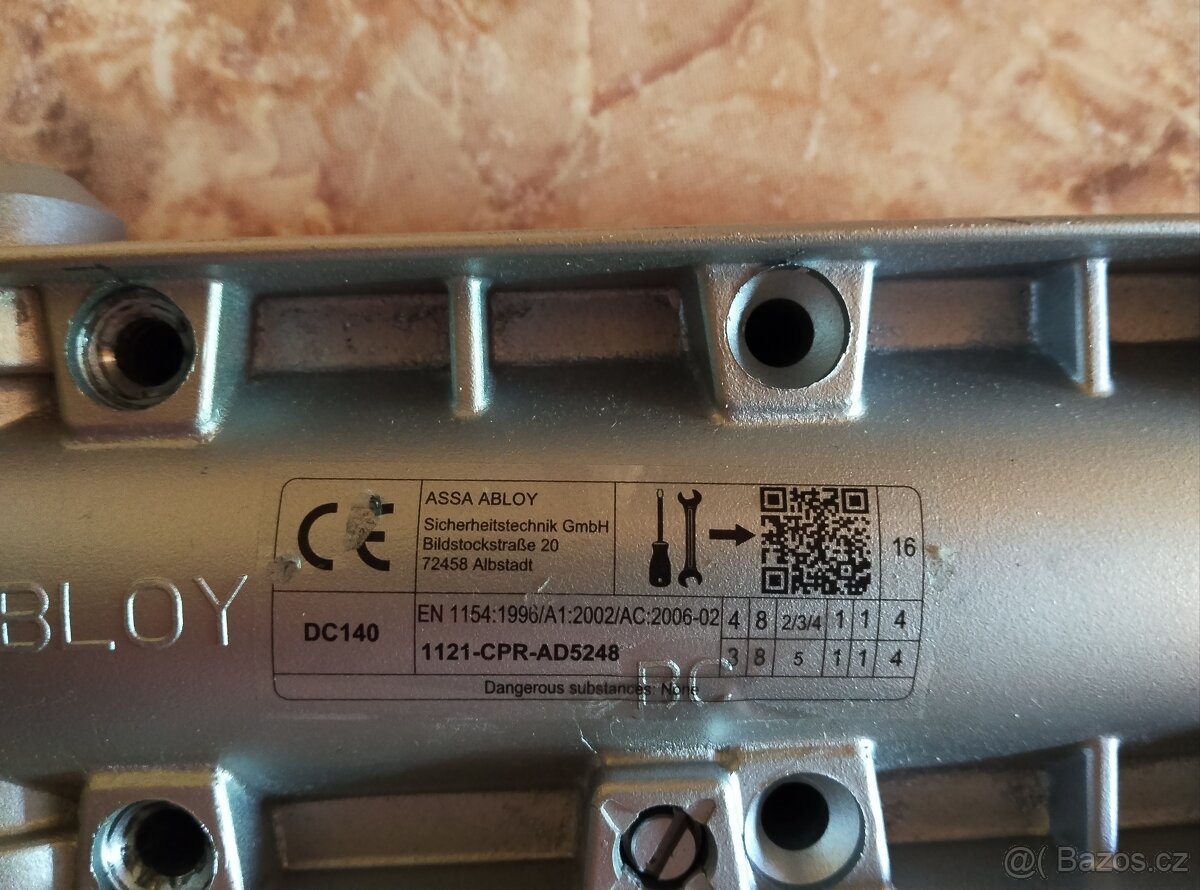 ASSA ABLOY
Sicherheitstechnik GmbH
Bildstockstraße 20
72458 Albstadt
16
BLOY
DC140
EN 1154:1996/A1:2002/AC:2006-02 4 8 2/3/4 1 1 4
1121-CPR-AD5248 3 8 5 1 1 4
Dangerous substances: None
BC
CE
@( Bazos.cz